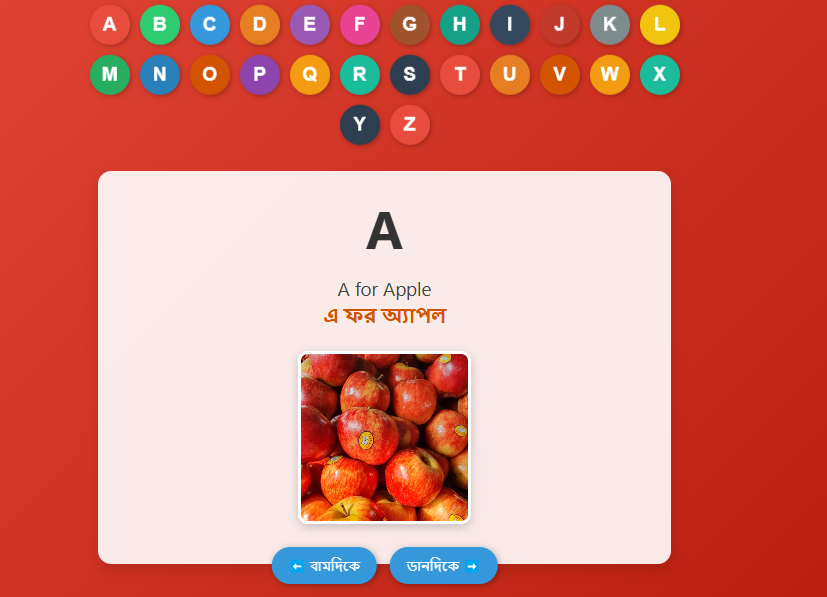 A B C D E F G H I J K L
M N O P Q R S T U V W X
Y Z
A
A for Apple
এ ফর অ্যাপল
← বামদিকে ডানদিকে →